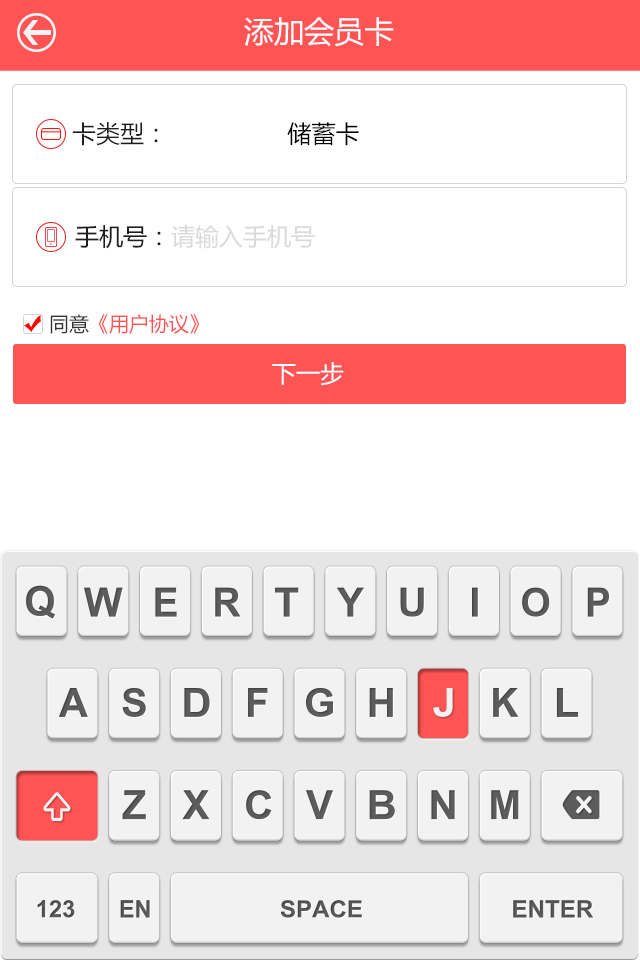 添加会员卡
卡类型：
储蓄卡
手机号：请输入手机号
同意《用户协议》
下一步
Q W E R T Y U I O P
A S D F G H J K L
Z X C V B N M
123 EN SPACE ENTER